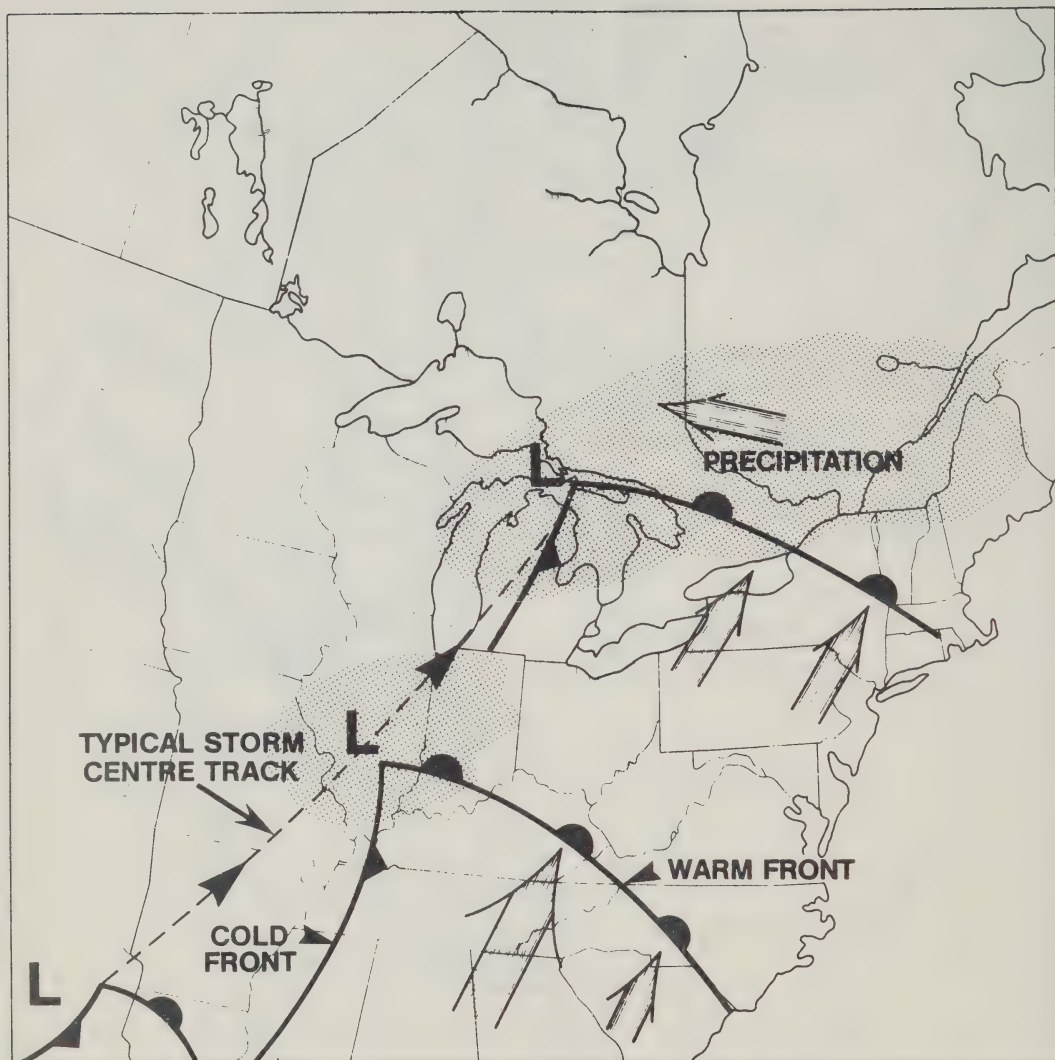 L
PRECIPITATION
L
TYPICAL STORM
CENTRE TRACK
WARM FRONT
COLD
FRONT
L